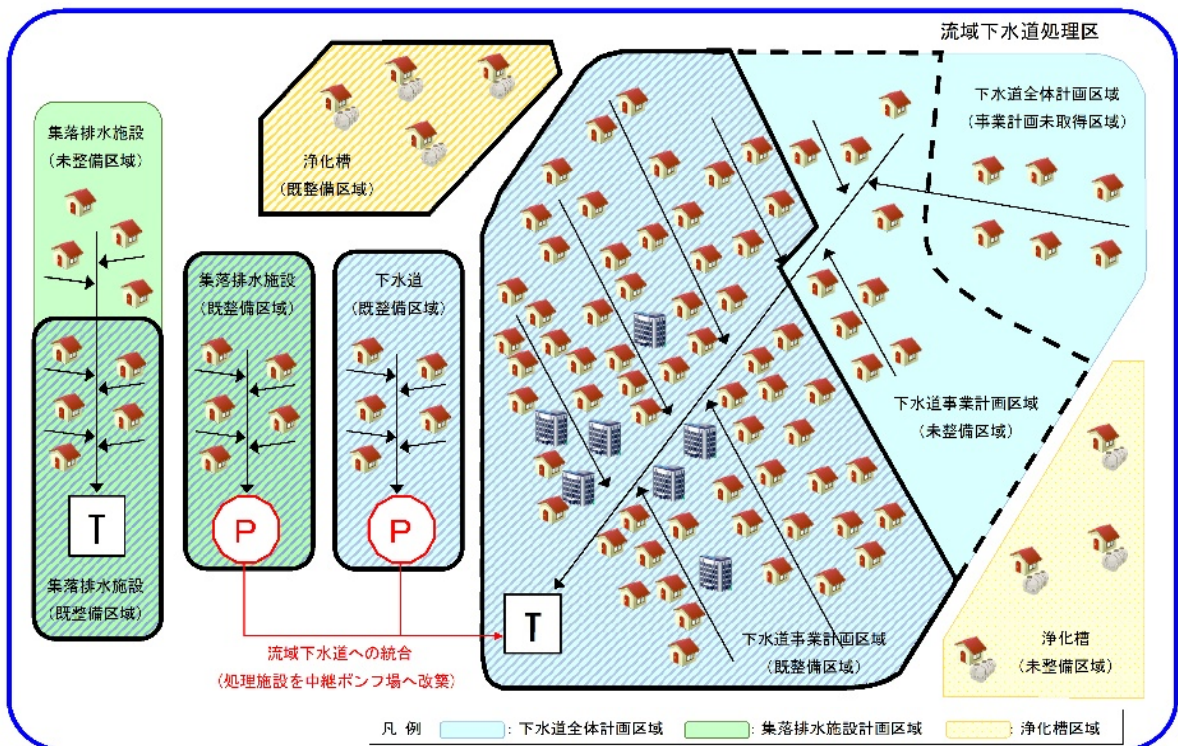 流域下水道処理区
下水道全体計画区域
(事業計画未取得区域)
集落排水施設
(未整備区域)
浄化槽
(既整備区域)
集落排水施設
(既整備区域)
下水道
(既整備区域)
下水道事業計画区域
(未整備区域)
T
P
P
集落排水施設
(既整備区域)
T
下水道事業計画区域
(既整備区域)
浄化槽
(未整備区域)
流域下水道への統合
(処理施設を中継ポンプ場へ改築)
凡 例 : 下水道全体計画区域 : 集落排水施設計画区域 : 浄化槽区域